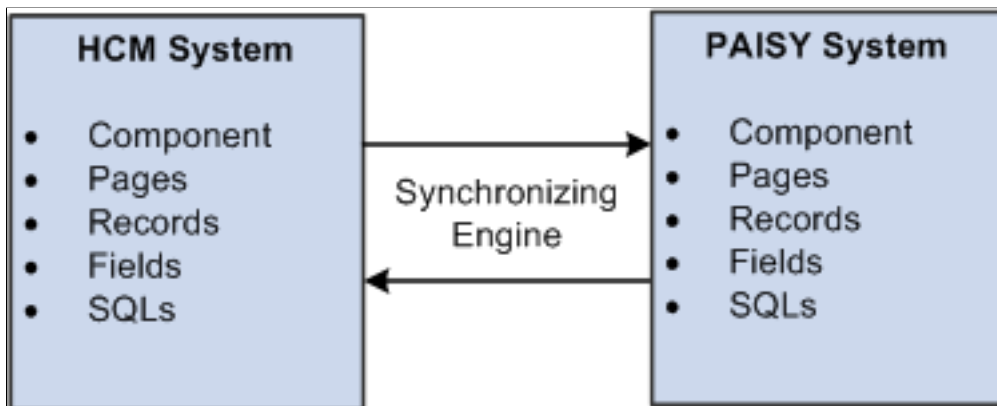 HCM System
• Component
• Pages
• Records
• Fields
• SQLs
Synchronizing
Engine
PAISY System
• Component
• Pages
• Records
• Fields
• SQLs